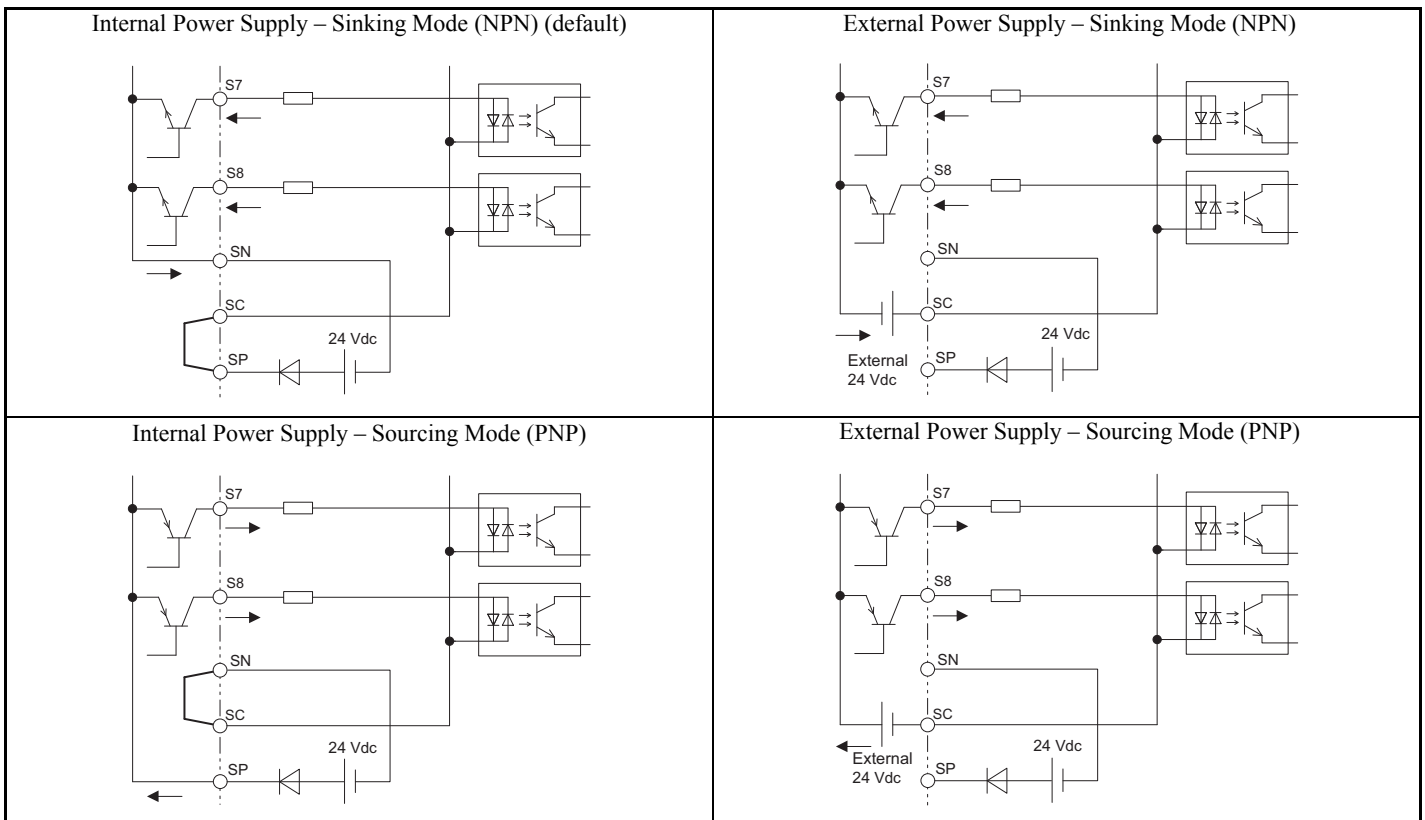 Internal Power Supply – Sinking Mode (NPN) (default)
S7
S8
SN
SC
24 Vdc
SP
External Power Supply – Sinking Mode (NPN)
S7
S8
SN
SC
24 Vdc
External
24 Vdc
SP
Internal Power Supply – Sourcing Mode (PNP)
S7
S8
SN
SC
24 Vdc
SP
External Power Supply – Sourcing Mode (PNP)
S7
S8
SN
SC
24 Vdc
External
24 Vdc
SP